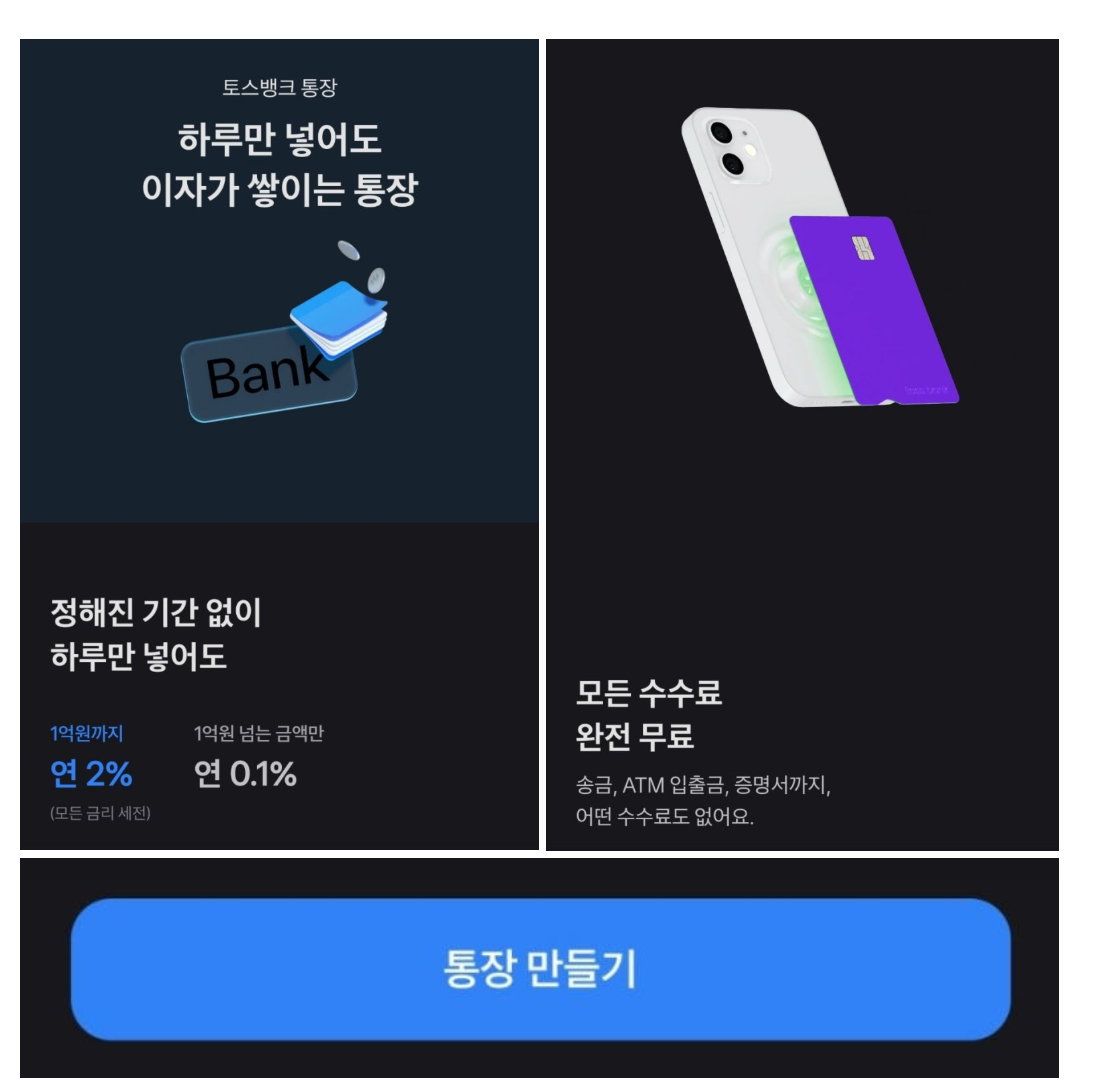 토스뱅크 통장
하루만 넣어도
이자가 쌓이는 통장
Bank
정해진 기간 없이
하루만 넣어도
1억원까지
연 2%
(모든 금리 세전)
1억원 넘는 금액만
연 0.1%
toss bank
모든 수수료
완전 무료
송금, ATM 입출금, 증명서까지,
어떤 수수료도 없어요.
통장 만들기